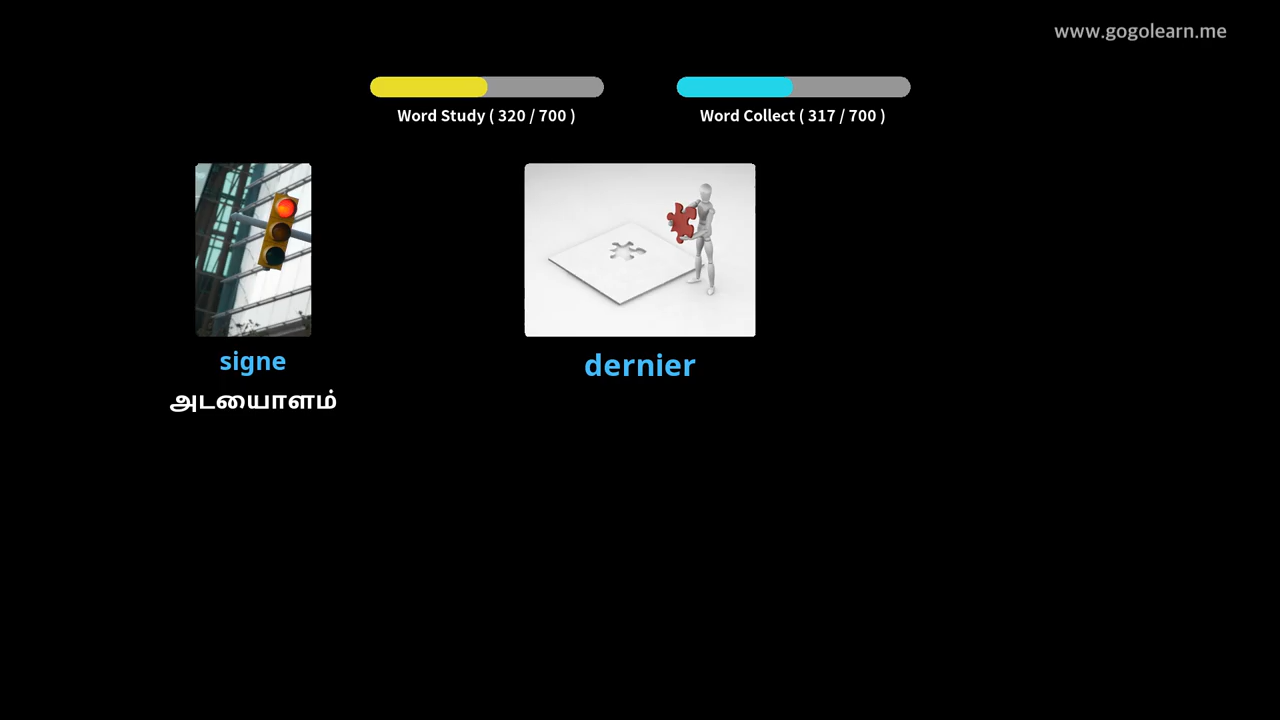 www.gogolearn.me
Word Study ( 320 / 700 )
Word Collect ( 317 / 700 )
signe
dernier
அடையாளம்